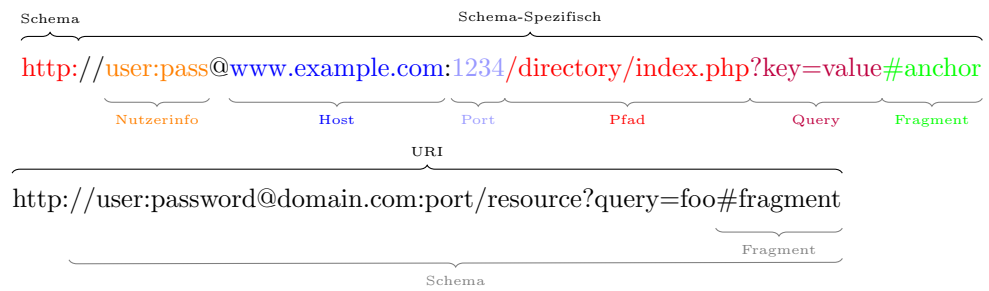 Schema Schema-Spezifisch
http://user:pass@www.example.com:1234/directory/index.php?key=value#anchor
Nutzerinfo Host Port Pfad Query Fragment
URI
http://user:password@domain.com:port/resource?query=foo#fragment
Fragment
Schema